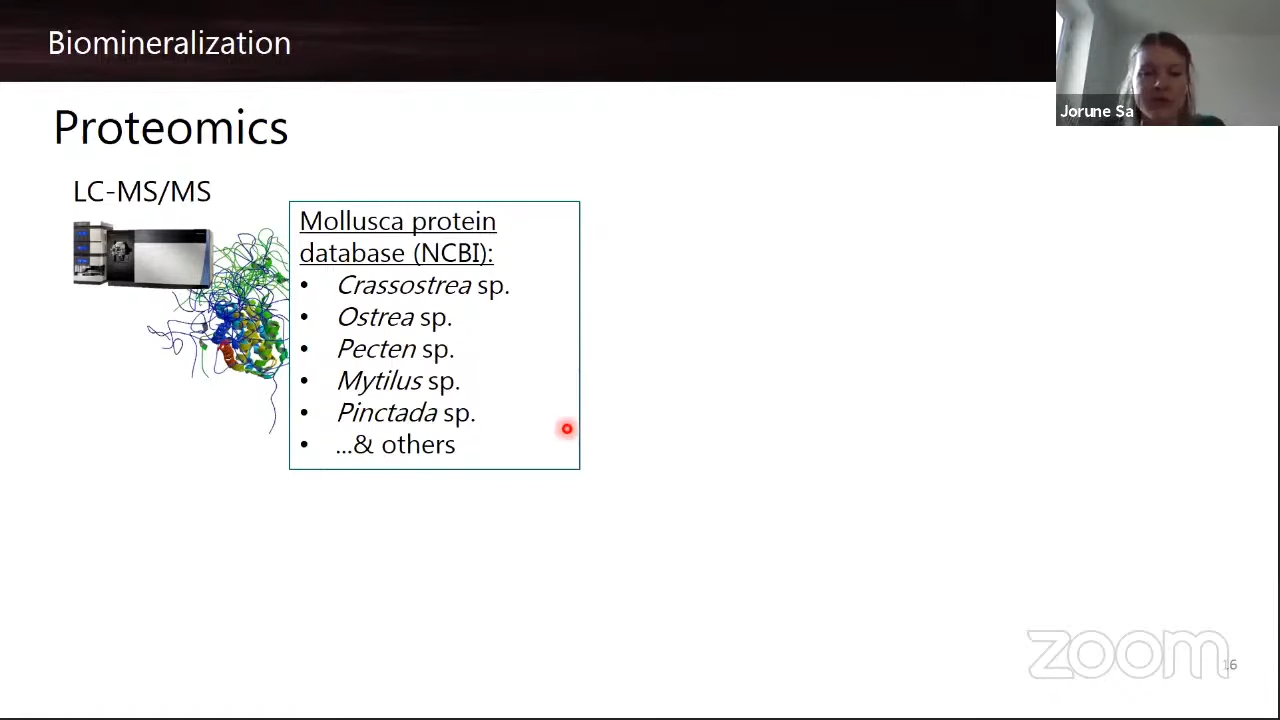 Biomineralization
Jorune Sa
Proteomics
LC-MS/MS
Mollusca protein
database (NCBI):
• Crassostrea sp.
• Ostrea sp.
• Pecten sp.
• Mytilus sp.
• Pinctada sp.
• ...& others
zoom
16